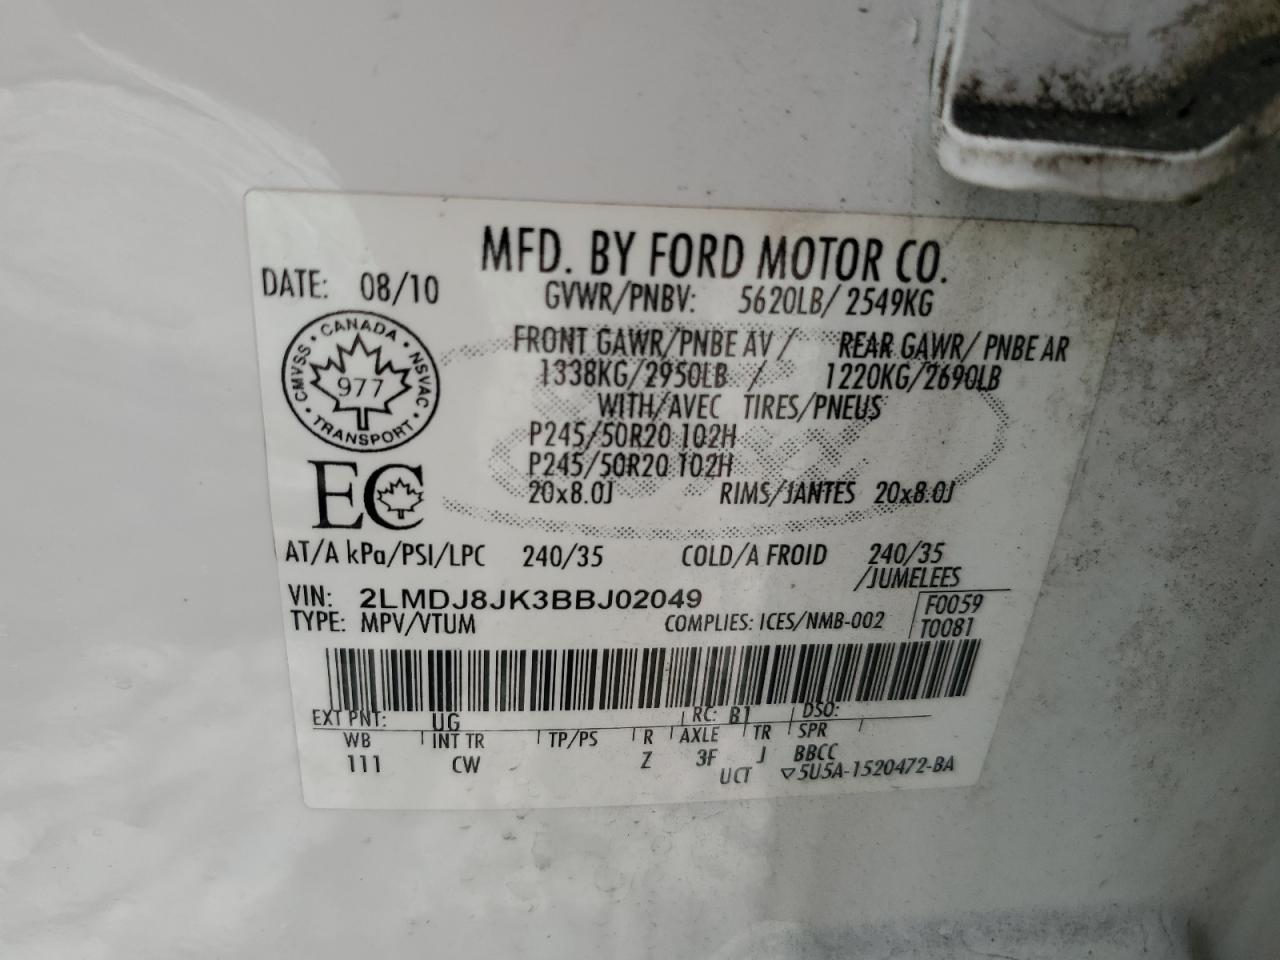 MFD. BY FORD MOTOR CO.
DATE: 08/10 GVWR/PNBV: 5620LB/ 2549KG
CANADA
CMVSS NSVAC
977
TRANSPORT
FRONT GAWR/PNBE AV / REAR GAWR/ PNBE AR
1338KG/2950LB / 1220KG/2690LB
WITH/AVEC TIRES/PNEUS
P245/50R20 102H
P245/50R20 102H
20x8.0J RIMS/JANTES 20x8.0J
EC
AT/A kPa/PSI/LPC 240/35 COLD/A FROID 240/35
/JUMELEES
VIN: 2LMDJ8JK3BBJ02049 F0059
TYPE: MPV/VTUM COMPLIES: ICES/NMB-002 T0081
EXT PNT: UG RC: B1 DSO:
WB INT TR TP/PS R AXLE TR SPR
111 CW Z 3F J BBCC
UCT ▽5U5A-1520472-BA